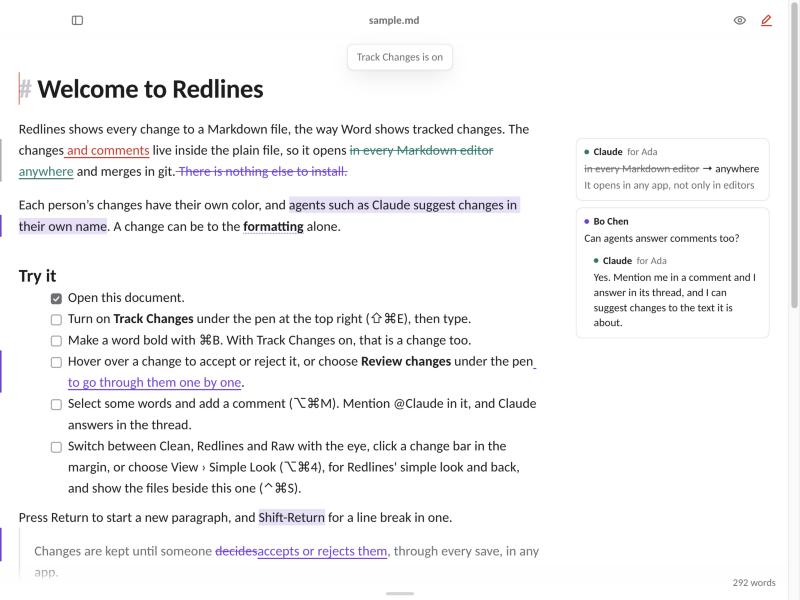 sample.md
Track Changes is on
# Welcome to Redlines
Redlines shows every change to a Markdown file, the way Word shows tracked changes. The
changes and comments live inside the plain file, so it opens in every Markdown editor
anywhere and merges in git. There is nothing else to install.
Each person's changes have their own color, and agents such as Claude suggest changes in
their own name. A change can be to the formatting alone.
Try it
Open this document.
Turn on Track Changes under the pen at the top right (⇧⌘E), then type.
Make a word bold with ⌘B. With Track Changes on, that is a change too.
Hover over a change to accept or reject it, or choose Review changes under the pen
to go through them one by one.
Select some words and add a comment (⌥⌘M). Mention @Claude in it, and Claude
answers in the thread.
Switch between Clean, Redlines and Raw with the eye, click a change bar in the
margin, or choose View › Simple Look (⌥⌘4), for Redlines' simple look and back,
and show the files beside this one (^⌘S).
Press Return to start a new paragraph, and Shift-Return for a line break in one.
Changes are kept until someone decidesaccepts or rejects them, through every save, in any
app.
Claude for Ada
in every Markdown editor → anywhere
It opens in any app, not only in editors
Bo Chen
Can agents answer comments too?
Claude for Ada
Yes. Mention me in a comment and I
answer in its thread, and I can
suggest changes to the text it is
about.
292 words